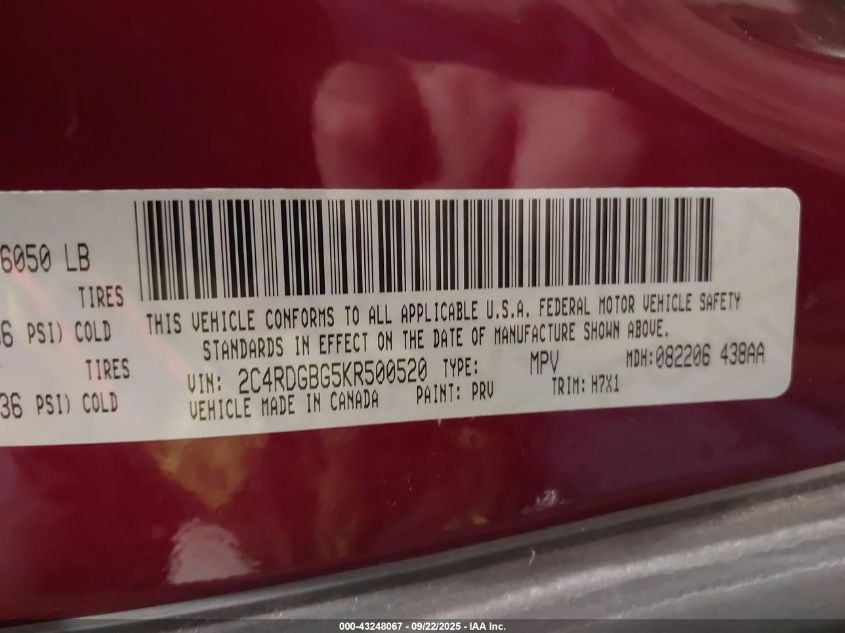 6050 LB
TIRES
36 PSI) COLD
TIRES
36 PSI) COLD
THIS VEHICLE CONFORMS TO ALL APPLICABLE U.S.A. FEDERAL MOTOR VEHICLE SAFETY
STANDARDS IN EFFECT ON THE DATE OF MANUFACTURE SHOWN ABOVE.
VIN: 2C4RDGBG5KR500520 TYPE: MPV MDH:082206 438AA
VEHICLE MADE IN CANADA PAINT: PRV TRIM: H7X1
000-43248067 - 09/22/2025 - IAA Inc.